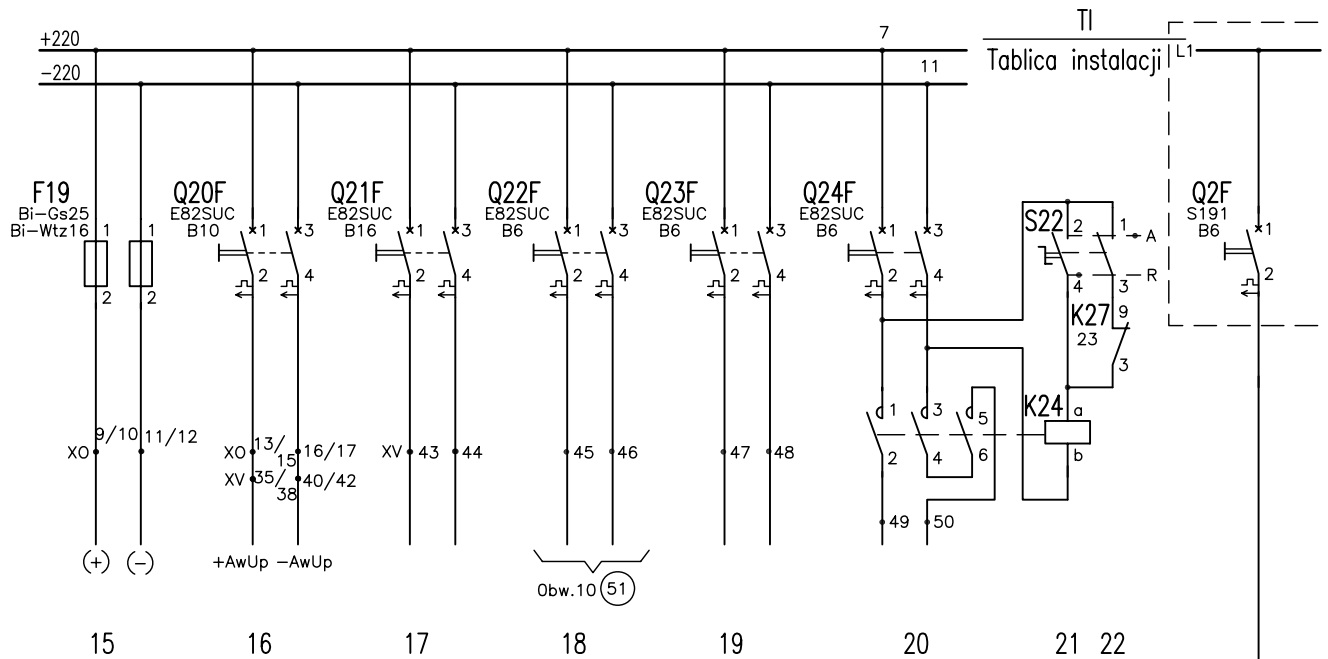 +220
-220
7
11
TI
Tablica instalacji
L1
F19
Bi-Gs25
Bi-Wtz16
1
2
1
2
Q20F
E82SUC
B10
1
2
3
4
Q21F
E82SUC
B16
1
2
3
4
Q22F
E82SUC
B6
1
2
3
4
Q23F
E82SUC
B6
1
2
3
4
Q24F
E82SUC
B6
1
2
3
4
S22
2
1
A
R
4
3
K27
23
9
3
Q2F
S191
B6
1
2
K24
a
b
1
2
3
4
5
6
XO
9/10
11/12
XO
13/
15
16/17
XV
35/
38
40/42
XV
43
44
45
46
47
48
49
50
(+)
(-)
+AwUp
-AwUp
Obw.10
51
15
16
17
18
19
20
21
22